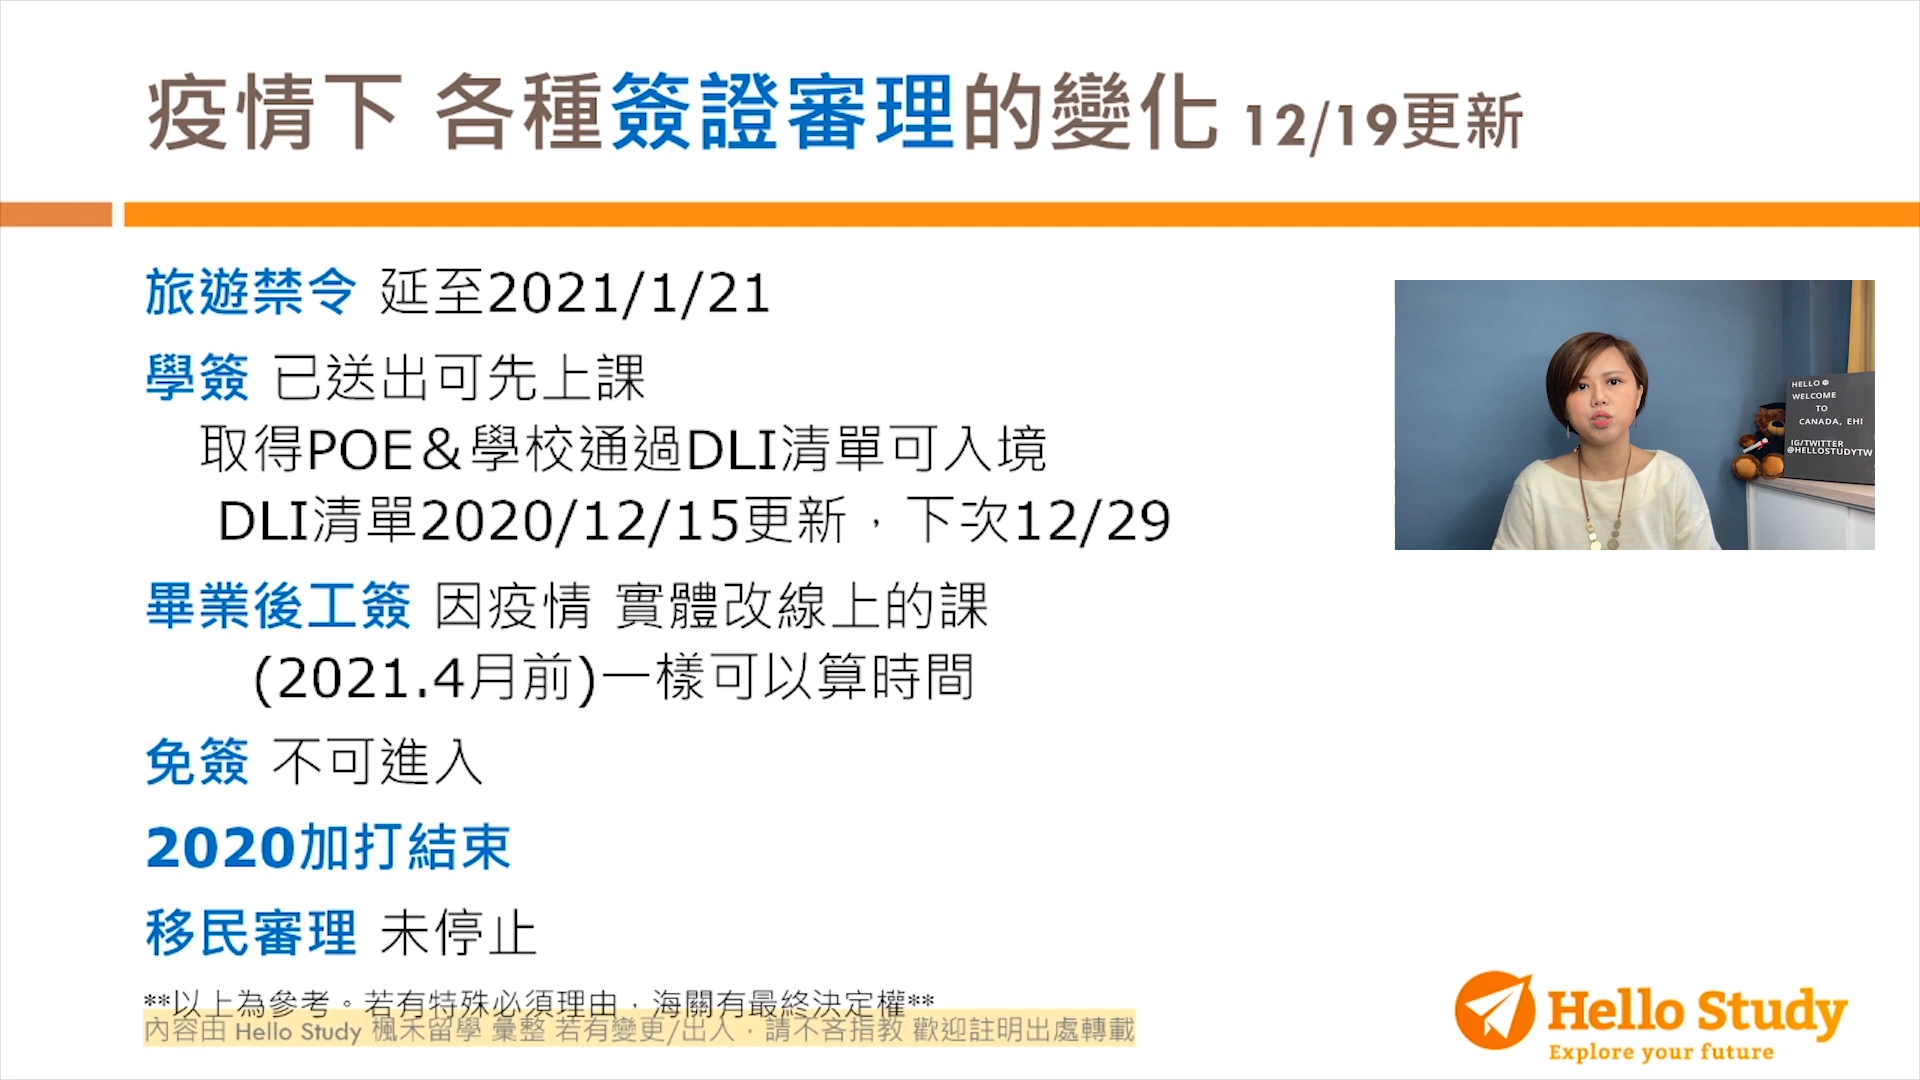 疫情下 各種簽證審理的變化 12/19更新
旅遊禁令 延至2021/1/21
學簽 已送出可先上課
取得POE&學校通過DLI清單可入境
DLI清單2020/12/15更新，下次12/29
畢業後工簽 因疫情 實體改線上的課
(2021.4月前)一樣可以算時間
免簽 不可進入
2020加打結束
移民審理 未停止
**以上為參考。若有特殊必須理由，海關有最終決定權**
內容由 Hello Study 楓禾留學 彙整 若有變更/出入，請不吝指教 歡迎註明出處轉載
HELLO
WELCOME
TO
CANADA, EH!
IG/TWITTER
@HELLOSTUDYTW
Hello Study
Explore your future